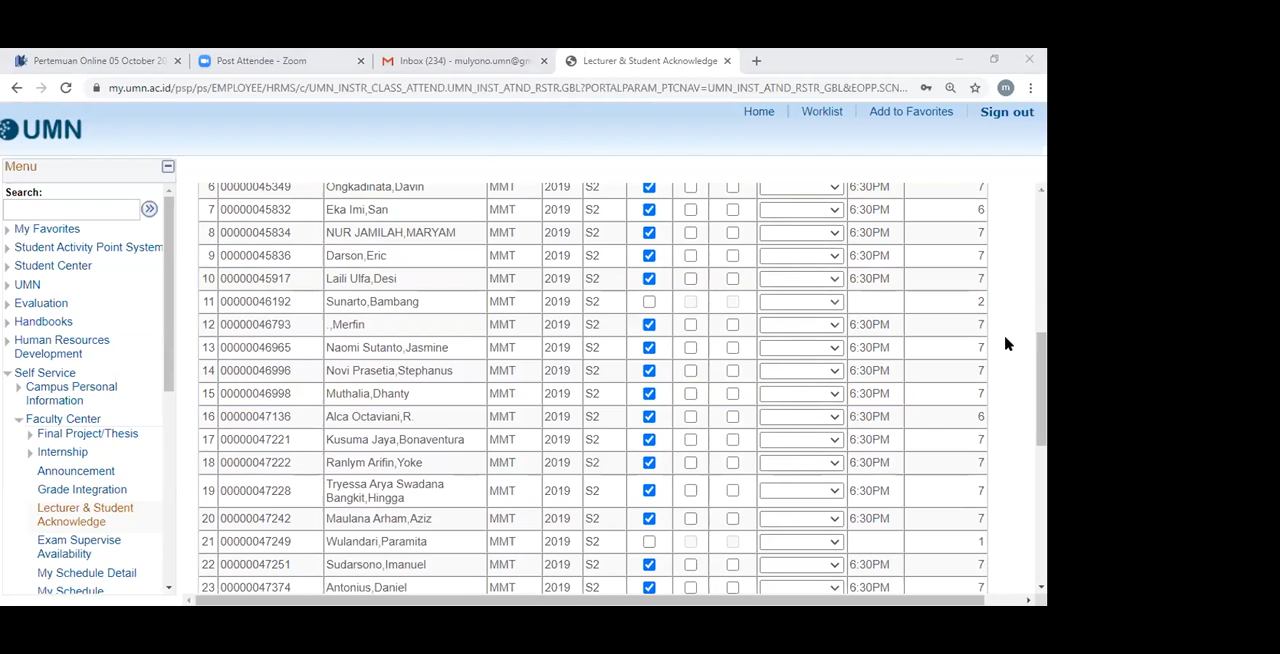 Pertemuan Online 05 October 20
Post Attendee - Zoom
Inbox (234) - mulyono.umn@gm
Lecturer & Student Acknowledge
my.umn.ac.id/psp/ps/EMPLOYEE/HRMS/c/UMN_INSTR_CLASS_ATTEND.UMN_INST_ATND_RSTR.GBL?PORTALPARAM_PTCNAV=UMN_INST_ATND_RSTR_GBL&EOPP.SCN...
m
Home
Worklist
Add to Favorites
Sign out
UMN
Menu
Search:
My Favorites
Student Activity Point System
Student Center
UMN
Evaluation
Handbooks
Human Resources
Development
Self Service
Campus Personal
Information
Faculty Center
Final Project/Thesis
Internship
Announcement
Grade Integration
Lecturer & Student
Acknowledge
Exam Supervise
Availability
My Schedule Detail
My Schedule
6 00000045349 Ongkadinata,Davin MMT 2019 S2 6:30PM 7
7 00000045832 Eka Imi,San MMT 2019 S2 6:30PM 6
8 00000045834 NUR JAMILAH,MARYAM MMT 2019 S2 6:30PM 7
9 00000045836 Darson,Eric MMT 2019 S2 6:30PM 7
10 00000045917 Laili Ulfa,Desi MMT 2019 S2 6:30PM 7
11 00000046192 Sunarto,Bambang MMT 2019 S2 2
12 00000046793 .,Merfin MMT 2019 S2 6:30PM 7
13 00000046965 Naomi Sutanto,Jasmine MMT 2019 S2 6:30PM 7
14 00000046996 Novi Prasetia,Stephanus MMT 2019 S2 6:30PM 7
15 00000046998 Muthalia,Dhanty MMT 2019 S2 6:30PM 7
16 00000047136 Alca Octaviani,R. MMT 2019 S2 6:30PM 6
17 00000047221 Kusuma Jaya,Bonaventura MMT 2019 S2 6:30PM 7
18 00000047222 Ranlym Arifin,Yoke MMT 2019 S2 6:30PM 7
19 00000047228 Tryessa Arya Swadana
Bangkit,Hingga MMT 2019 S2 6:30PM 7
20 00000047242 Maulana Arham,Aziz MMT 2019 S2 6:30PM 7
21 00000047249 Wulandari,Paramita MMT 2019 S2 1
22 00000047251 Sudarsono,Imanuel MMT 2019 S2 6:30PM 7
23 00000047374 Antonius,Daniel MMT 2019 S2 6:30PM 7